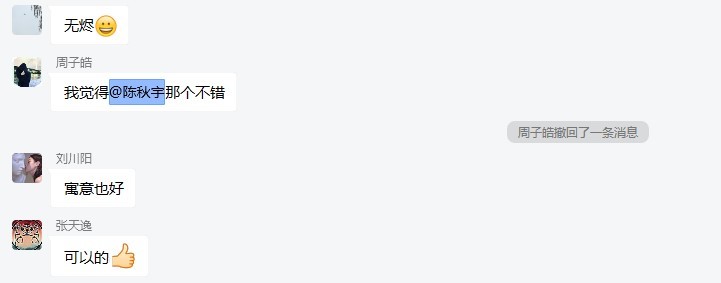 无烬😀
周子皓
我觉得@陈秋宇那个不错
周子皓撤回了一条消息
刘川阳
寓意也好
张天逸
可以的👍